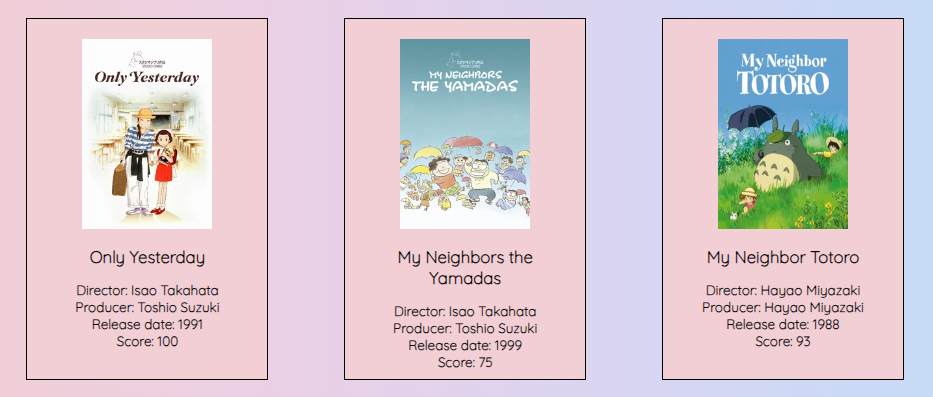 Only Yesterday
Only Yesterday
Director: Isao Takahata
Producer: Toshio Suzuki
Release date: 1991
Score: 100
MY NEIGHBORS
THE YAMADAS
My Neighbors the
Yamadas
Director: Isao Takahata
Producer: Toshio Suzuki
Release date: 1999
Score: 75
My Neighbor
TOTORO
My Neighbor Totoro
Director: Hayao Miyazaki
Producer: Hayao Miyazaki
Release date: 1988
Score: 93